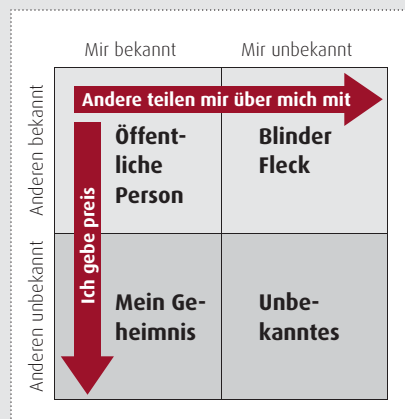 Mir bekannt
Mir unbekannt
Anderen bekannt
Andere teilen mir über mich mit
Öffent-
liche
Person
Blinder
Fleck
Ich gebe preis
Anderen unbekannt
Mein Ge-
heimnis
Unbe-
kanntes